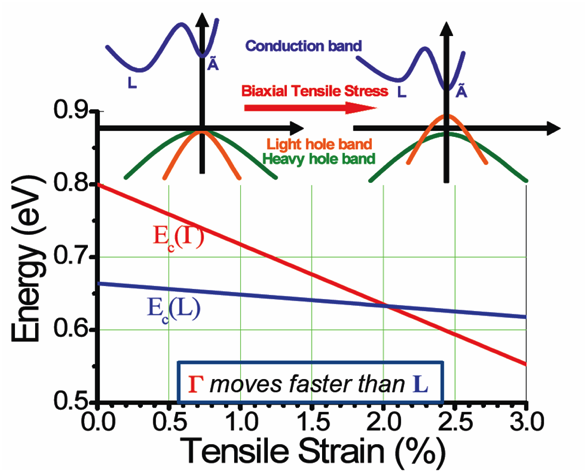 Conduction band
L
Ã
Biaxial Tensile Stress
L
Ã
Light hole band
Heavy hole band
0.9
0.8
0.7
0.6
0.5
Energy (eV)
E_c(Γ)
E_c(L)
Γ moves faster than L
0.0 0.5 1.0 1.5 2.0 2.5 3.0
Tensile Strain (%)